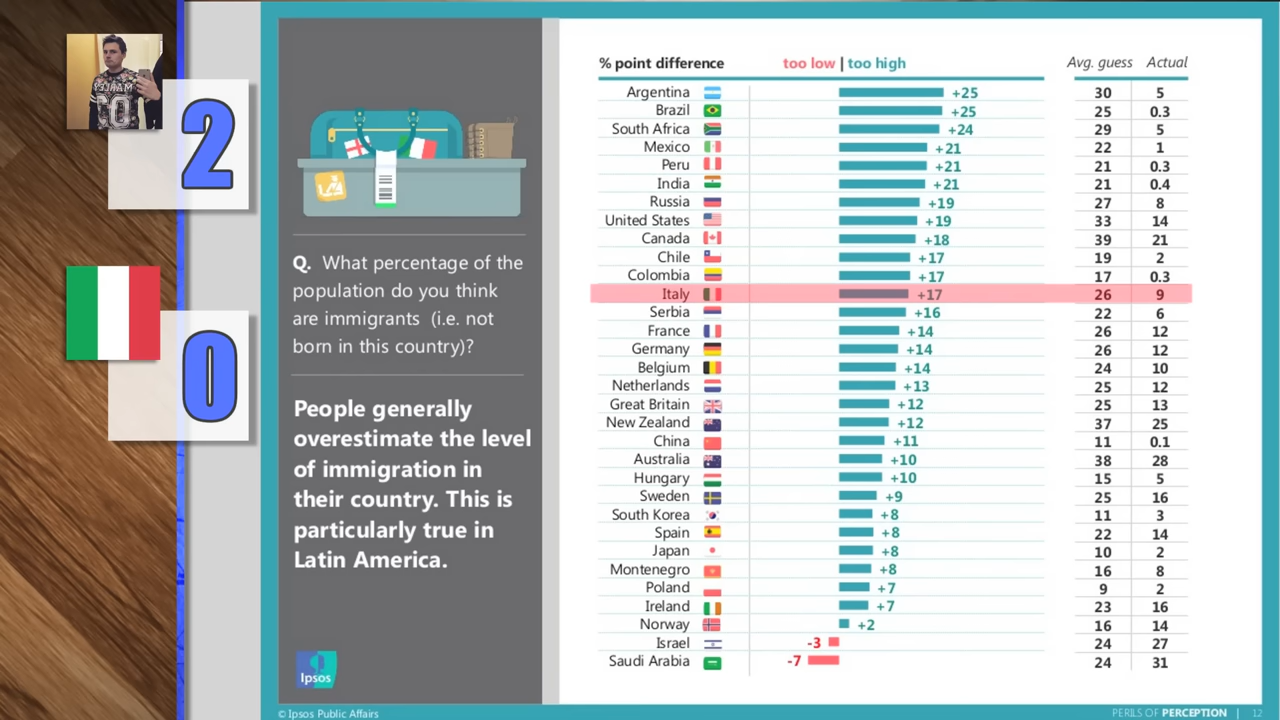 2
0
Q. What percentage of the
population do you think
are immigrants (i.e. not
born in this country)?
People generally
overestimate the level
of immigration in
their country. This is
particularly true in
Latin America.
Ipsos
© Ipsos Public Affairs
% point difference too low | too high Avg. guess Actual
Argentina +25 30 5
Brazil +25 25 0.3
South Africa +24 29 5
Mexico +21 22 1
Peru +21 21 0.3
India +21 21 0.4
Russia +19 27 8
United States +19 33 14
Canada +18 39 21
Chile +17 19 2
Colombia +17 17 0.3
Italy +17 26 9
Serbia +16 22 6
France +14 26 12
Germany +14 26 12
Belgium +14 24 10
Netherlands +13 25 12
Great Britain +12 25 13
New Zealand +12 37 25
China +11 11 0.1
Australia +10 38 28
Hungary +10 15 5
Sweden +9 25 16
South Korea +8 11 3
Spain +8 22 14
Japan +8 10 2
Montenegro +8 16 8
Poland +7 9 2
Ireland +7 23 16
Norway +2 16 14
Israel -3 24 27
Saudi Arabia -7 24 31
PERILS OF PERCEPTION | 12